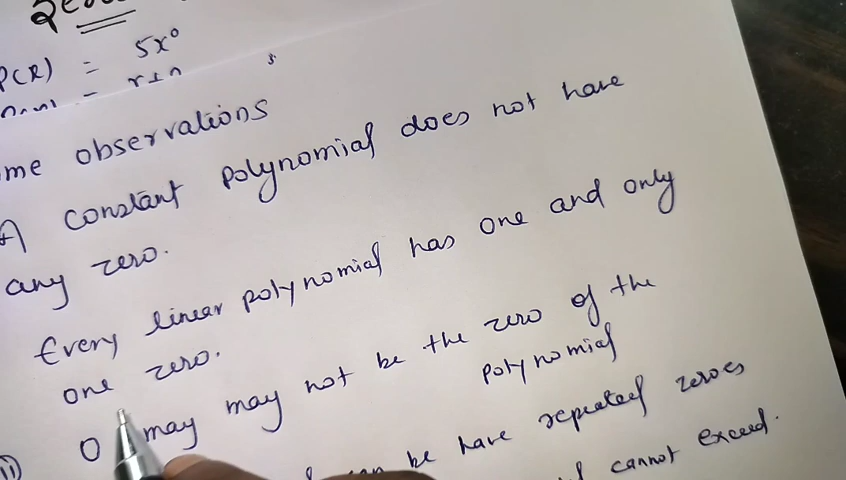 P(R) = 5x⁰
me observations
A constant polynomial does not have
any zero.
Every linear polynomial has one and only
one zero.
0 may may not be the zero of the
polynomial
be have repeated zeroes
cannot exceed.